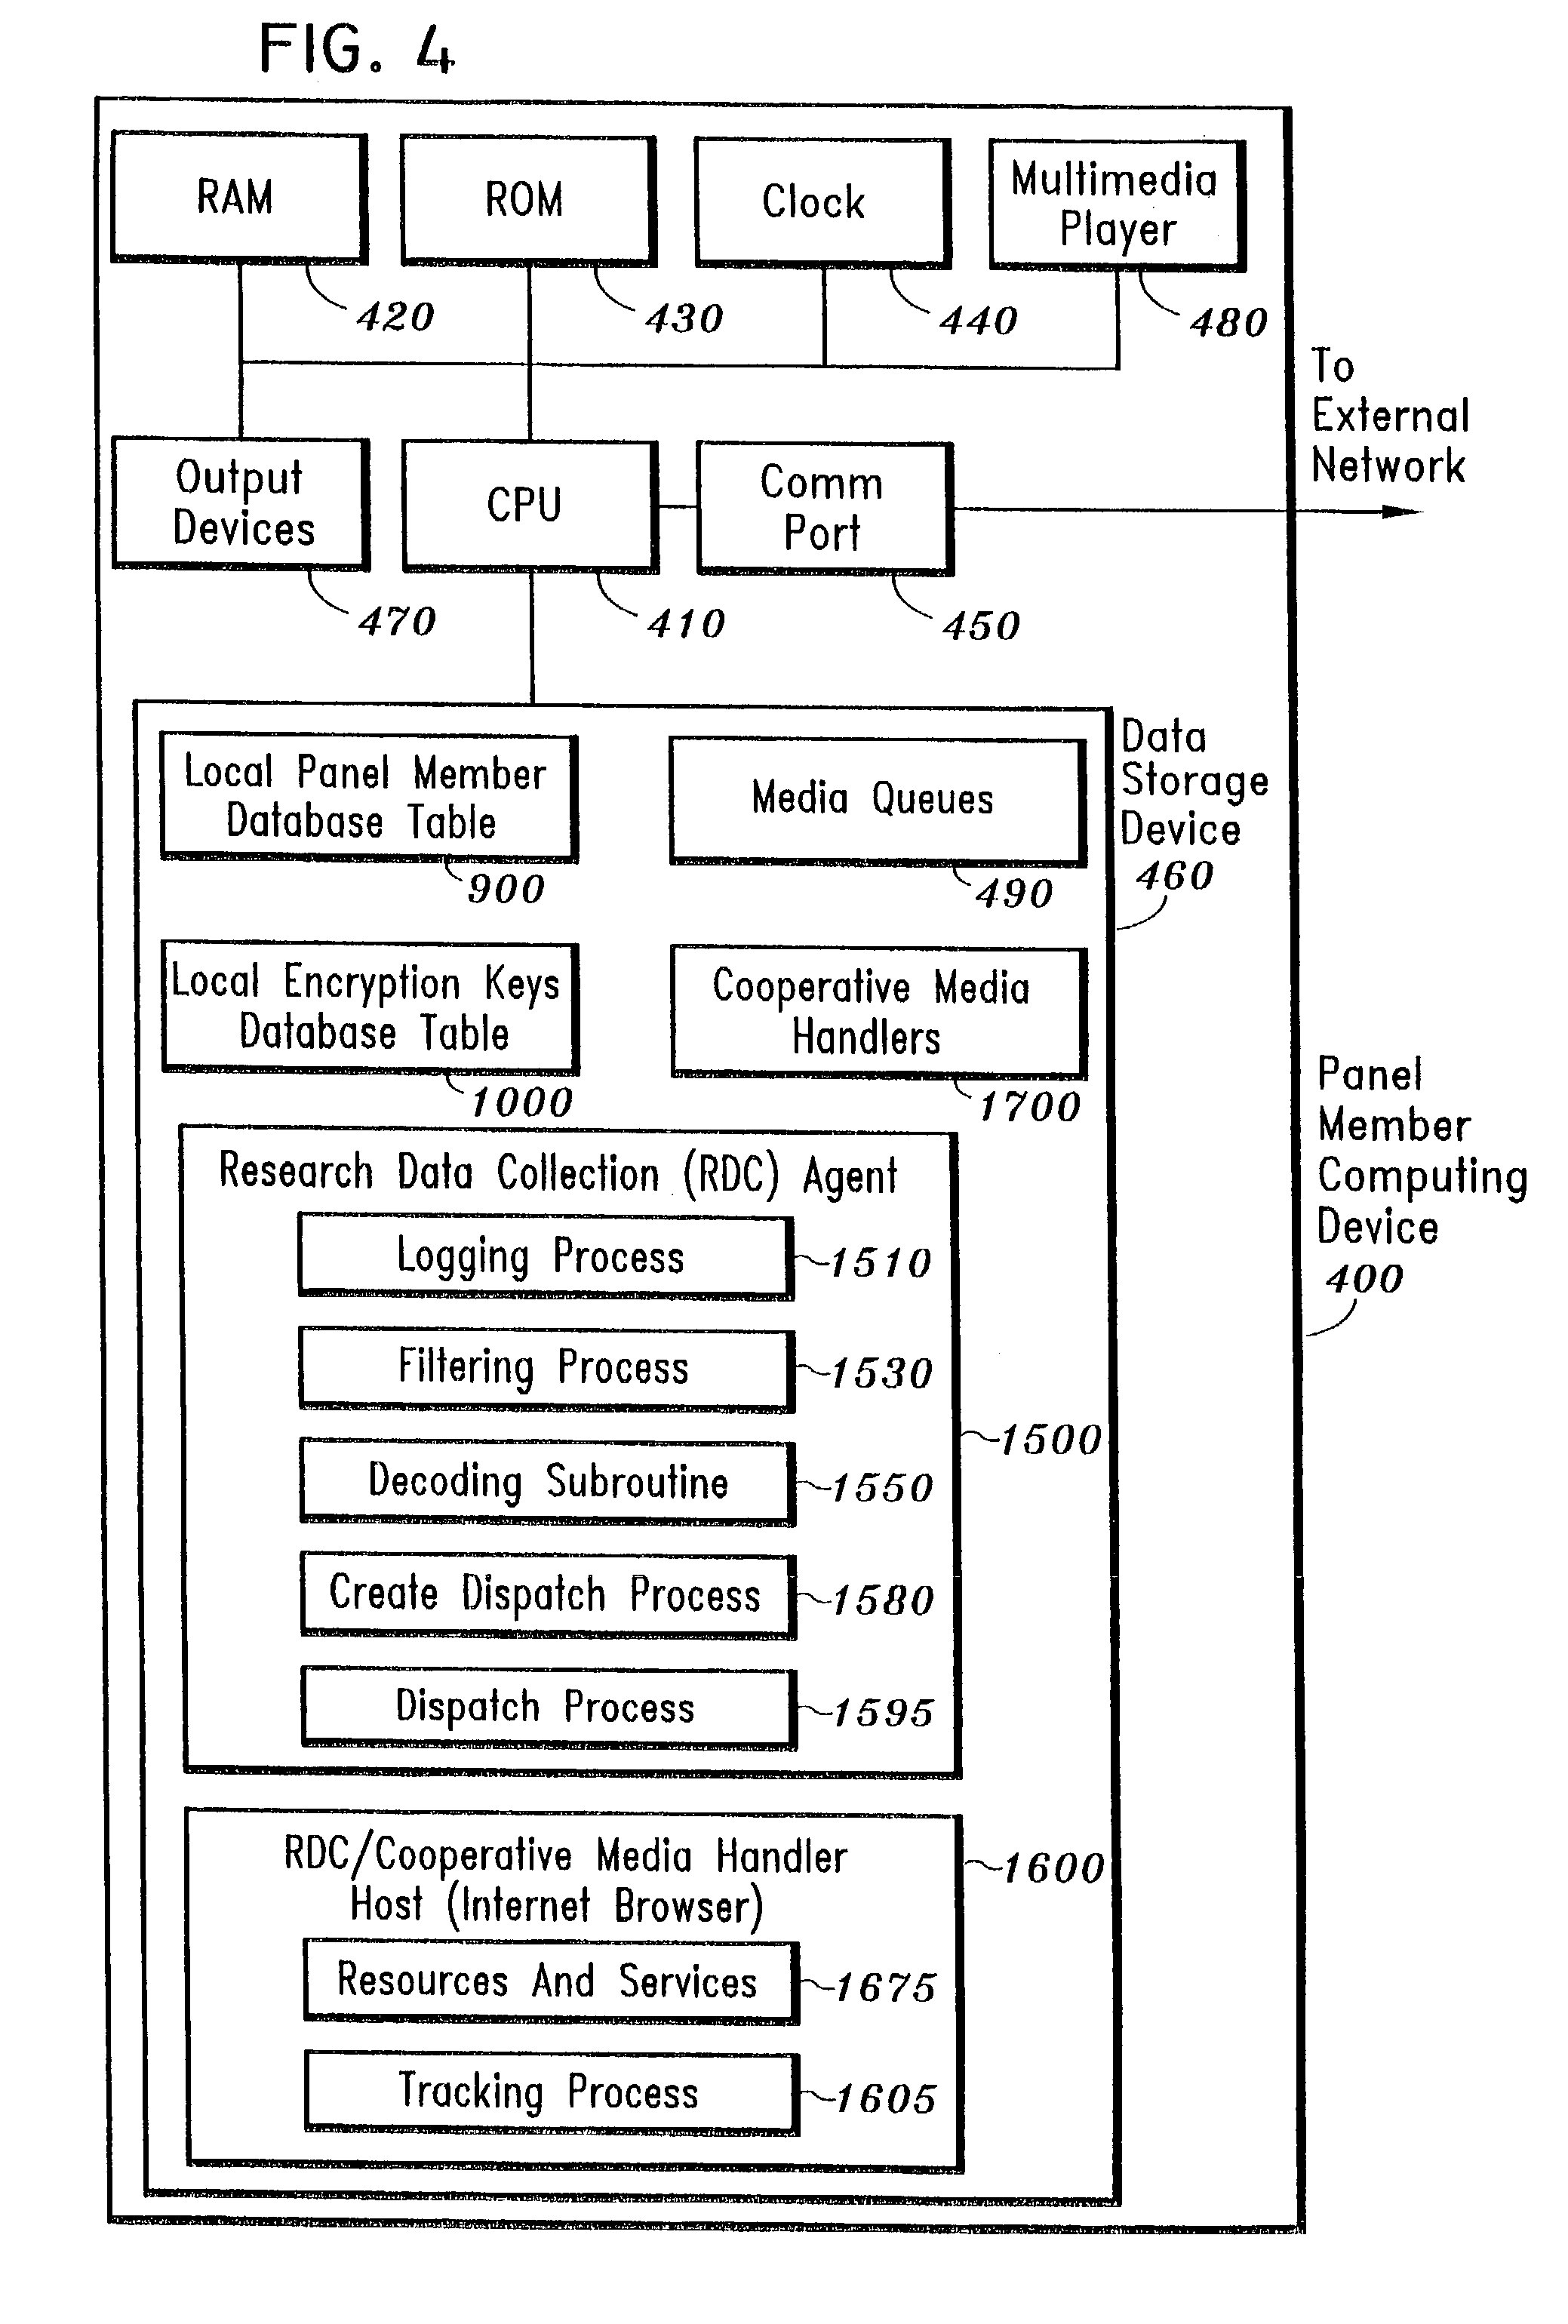 FIG. 4
RAM
420
ROM
430
Clock
440
Multimedia
Player
480
To
External
Network
Output
Devices
470
CPU
410
Comm
Port
450
Data
Storage
Device
460
Local Panel Member
Database Table
900
Media Queues
490
Local Encryption Keys
Database Table
1000
Cooperative Media
Handlers
1700
Panel
Member
Computing
Device
400
Research Data Collection (RDC) Agent
Logging Process
1510
Filtering Process
1530
1500
Decoding Subroutine
1550
Create Dispatch Process
1580
Dispatch Process
1595
RDC/Cooperative Media Handler
Host (Internet Browser)
1600
Resources And Services
1675
Tracking Process
1605